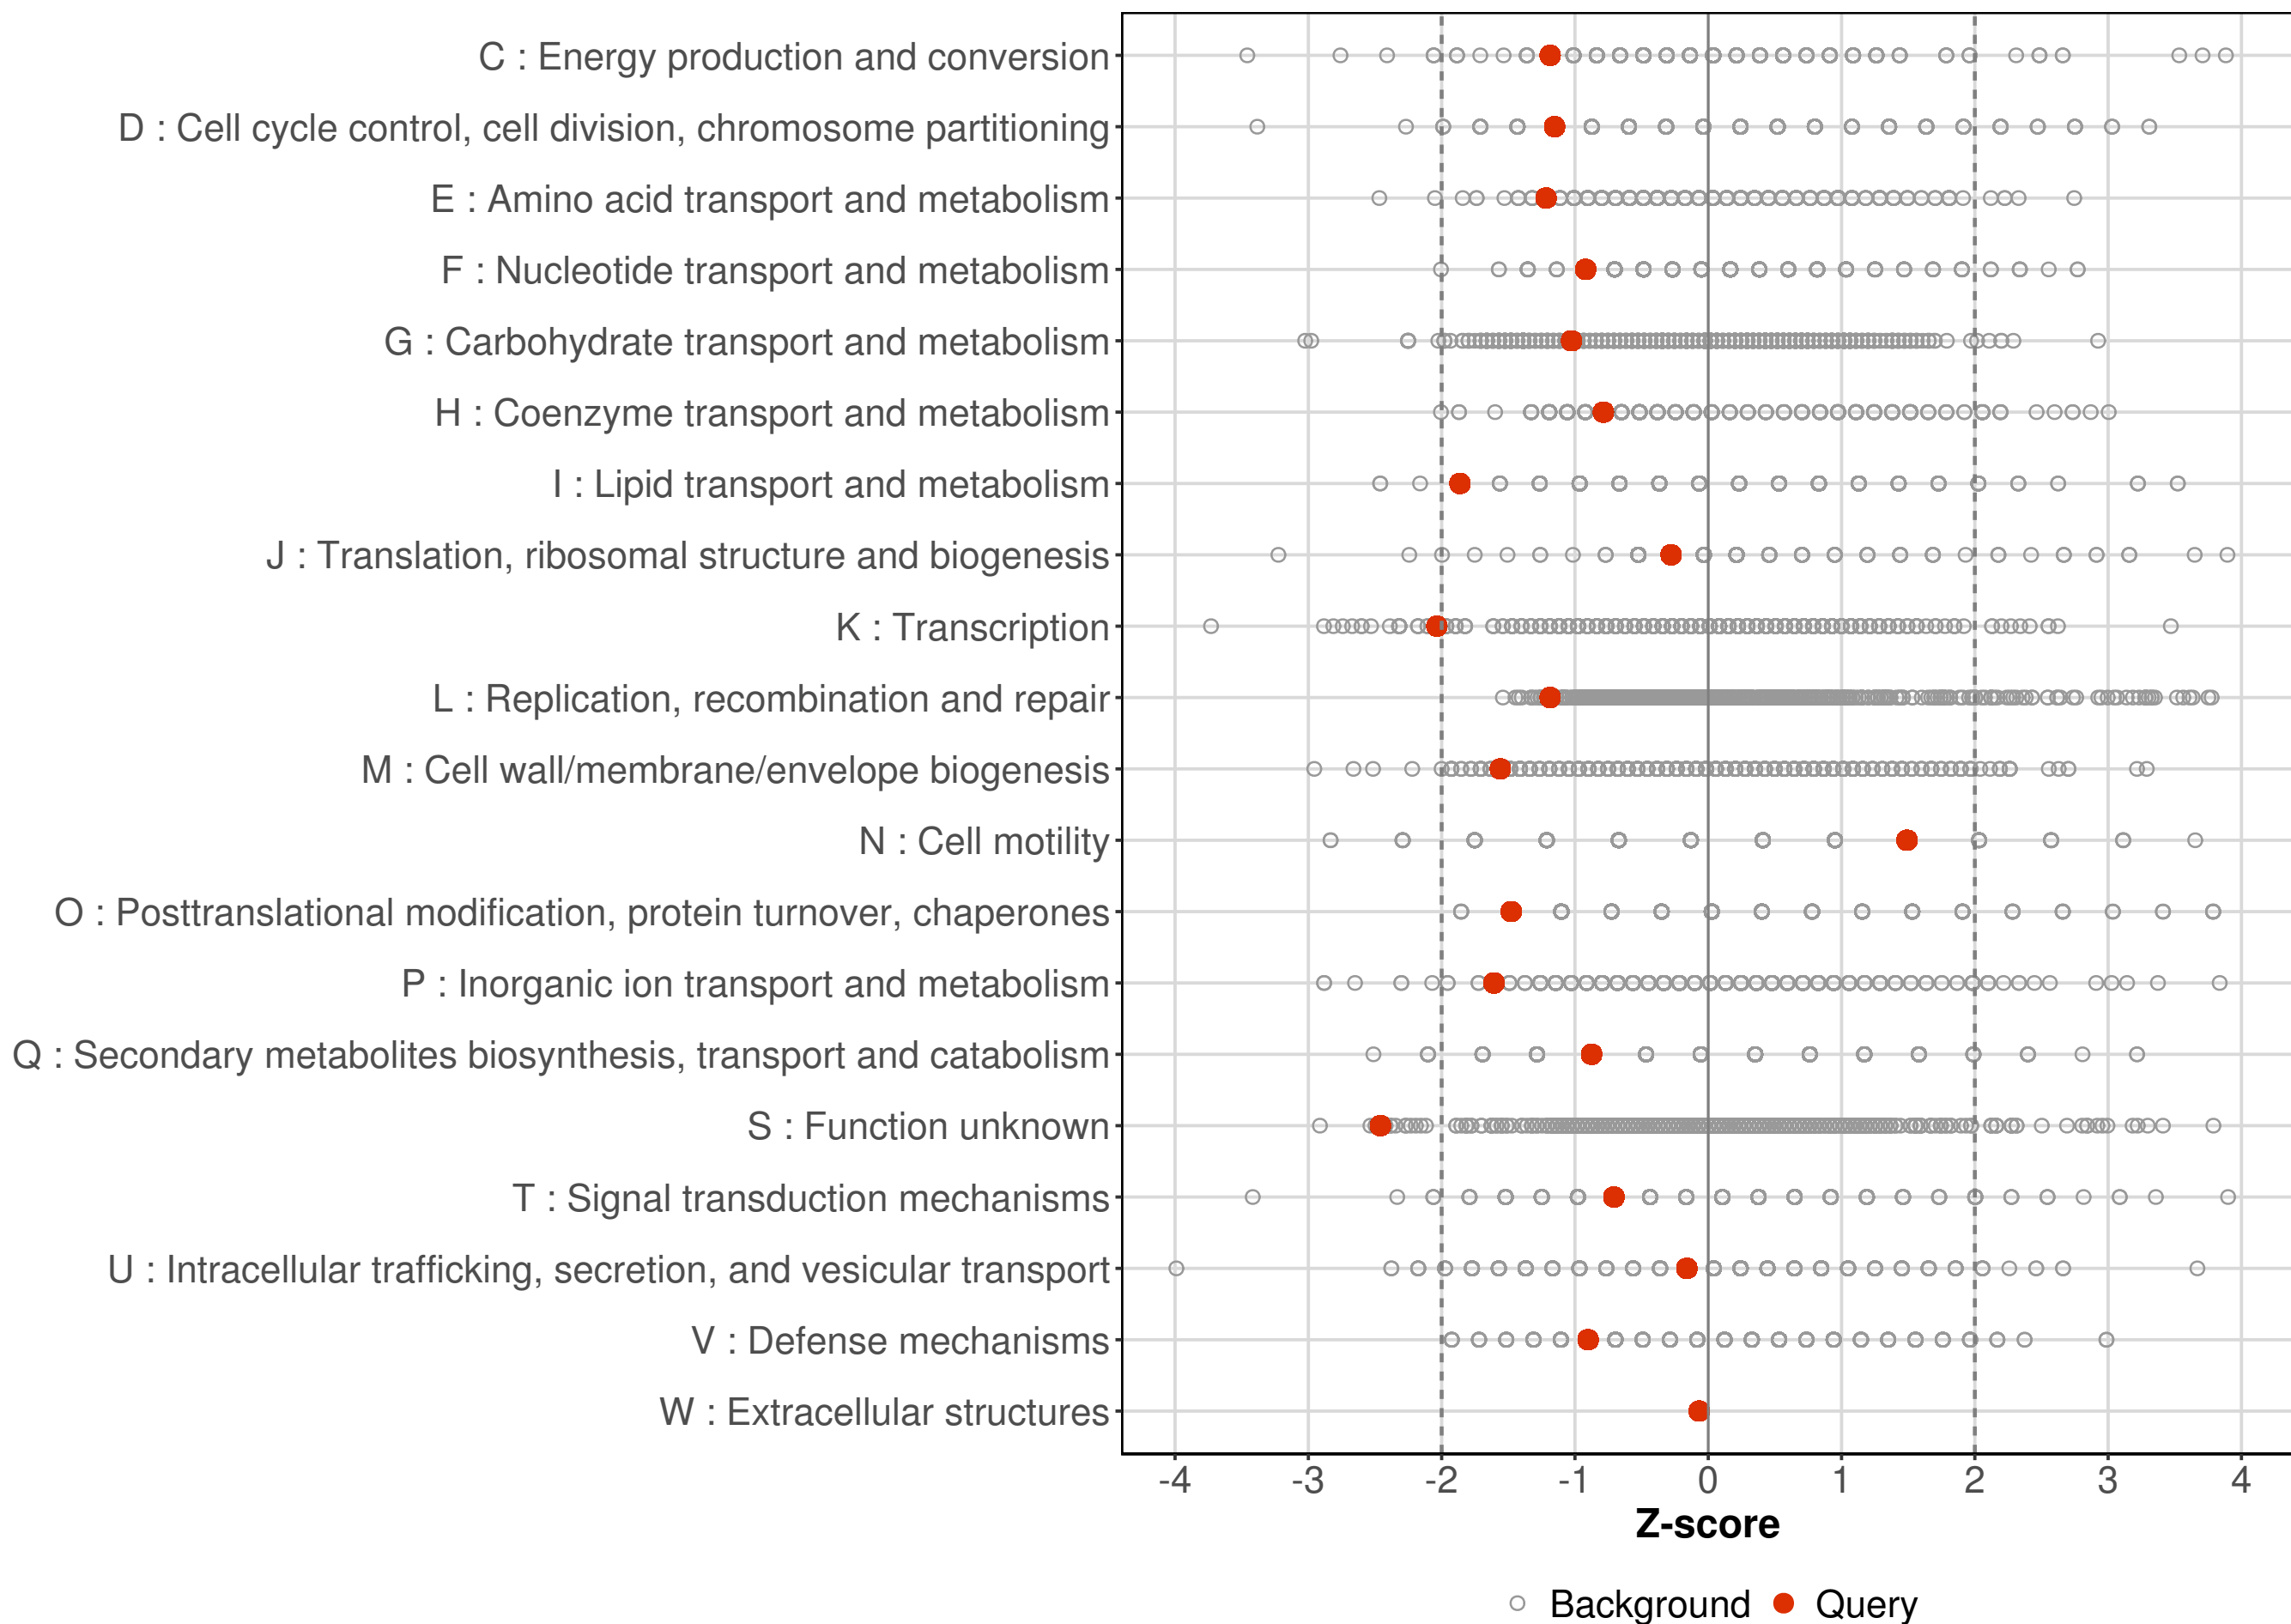 C : Energy production and conversion
D : Cell cycle control, cell division, chromosome partitioning
E : Amino acid transport and metabolism
F : Nucleotide transport and metabolism
G : Carbohydrate transport and metabolism
H : Coenzyme transport and metabolism
I : Lipid transport and metabolism
J : Translation, ribosomal structure and biogenesis
K : Transcription
L : Replication, recombination and repair
M : Cell wall/membrane/envelope biogenesis
N : Cell motility
O : Posttranslational modification, protein turnover, chaperones
P : Inorganic ion transport and metabolism
Q : Secondary metabolites biosynthesis, transport and catabolism
S : Function unknown
T : Signal transduction mechanisms
U : Intracellular trafficking, secretion, and vesicular transport
V : Defense mechanisms
W : Extracellular structures
-4 -3 -2 -1 0 1 2 3 4
Z-score
Background Query